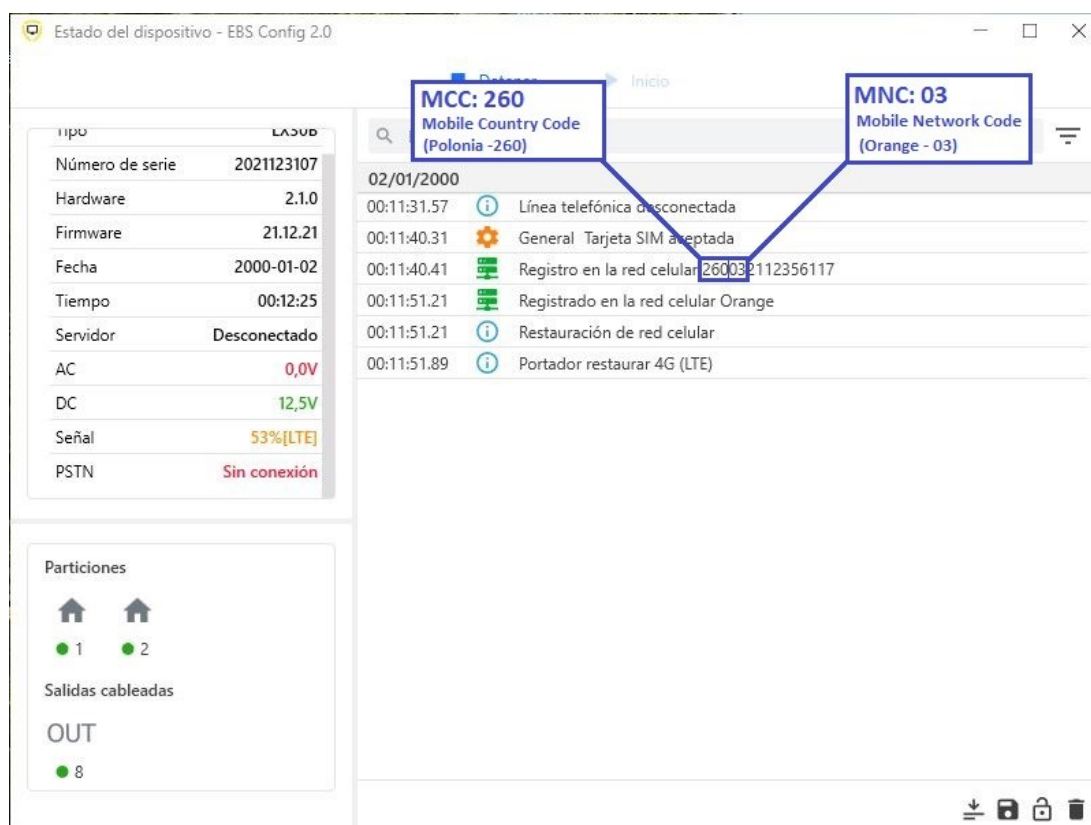 Estado del dispositivo - EBS Config 2.0
Inicio
MCC: 260
Mobile Country Code
(Polonia -260)
MNC: 03
Mobile Network Code
(Orange - 03)
Tipo LX30B
Número de serie 2021123107
Hardware 2.1.0
Firmware 21.12.21
Fecha 2000-01-02
Tiempo 00:12:25
Servidor Desconectado
AC 0,0V
DC 12,5V
Señal 53%[LTE]
PSTN Sin conexión
02/01/2000
00:11:31.57 Línea telefónica desconectada
00:11:40.31 General Tarjeta SIM aceptada
00:11:40.41 Registro en la red celular 260032112356117
00:11:51.21 Registrado en la red celular Orange
00:11:51.21 Restauración de red celular
00:11:51.89 Portador restaurar 4G (LTE)
Particiones
1 2
Salidas cableadas
OUT
8